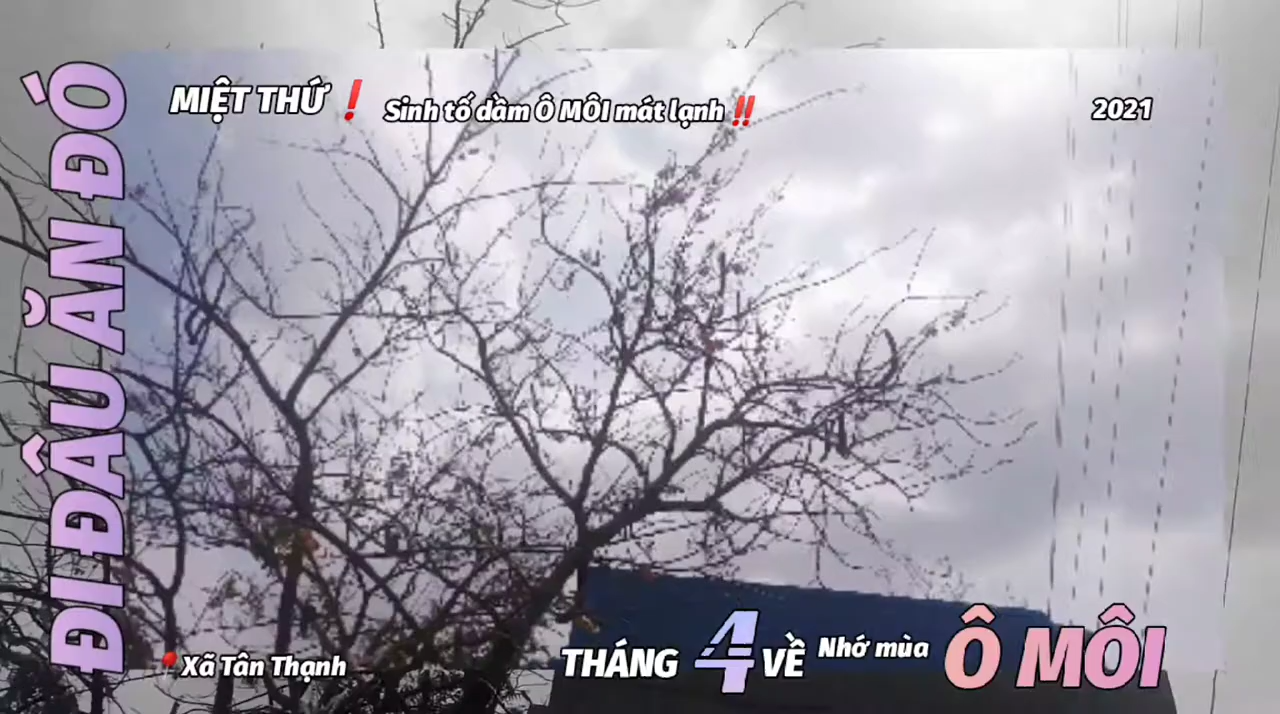 ĐI ĐÂU ĂN ĐÓ
MIỆT THỨ❗
Sinh tố dầm Ô MÔI mát lạnh‼️
2021
📍Xã Tân Thạnh
THÁNG 4 VỀ Nhớ mùa Ô MÔI